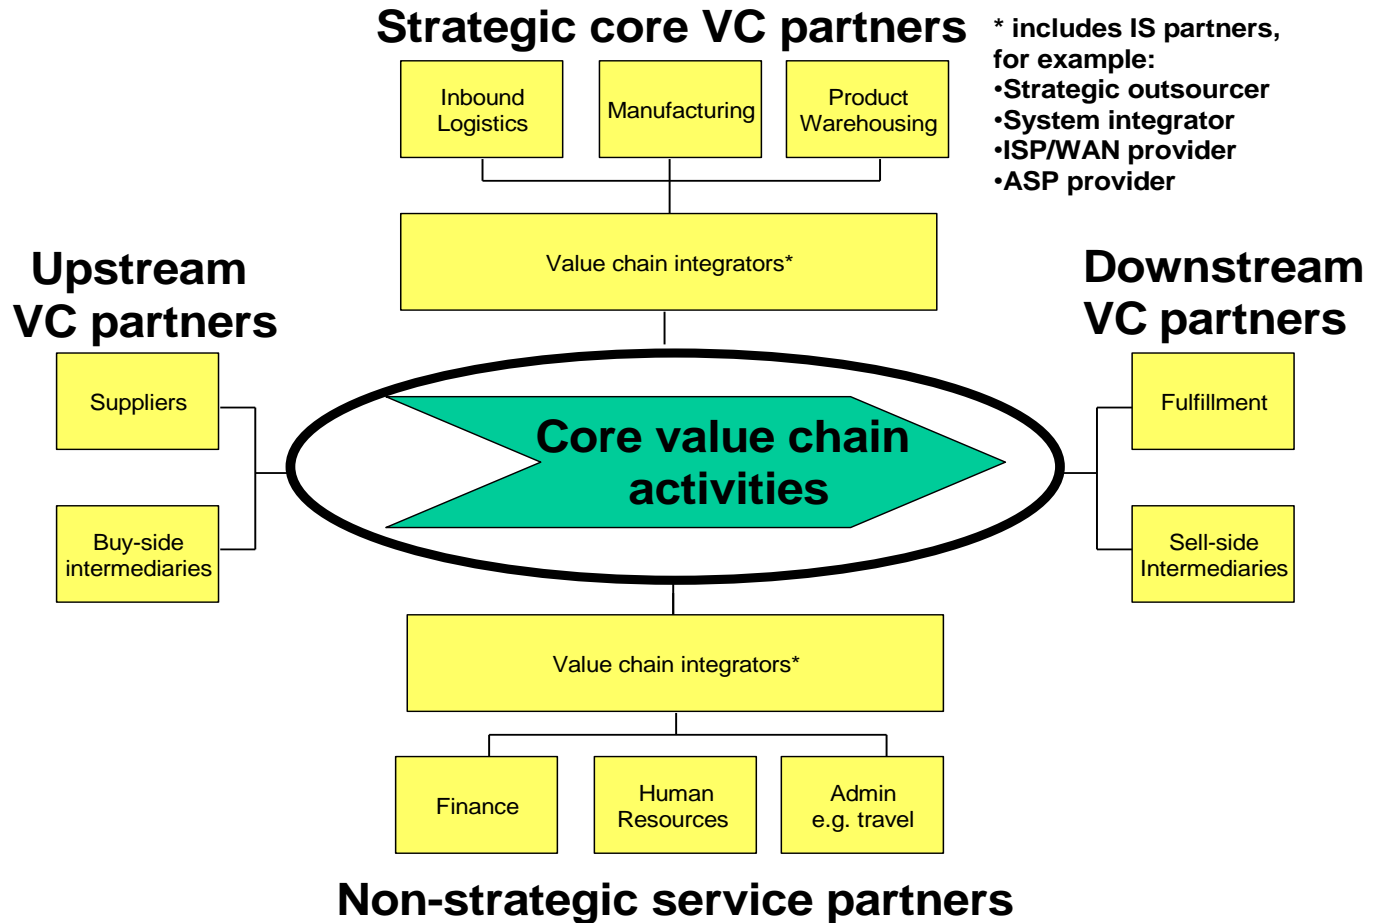 Strategic core VC partners
* includes IS partners,
for example:
•Strategic outsourcer
•System integrator
•ISP/WAN provider
•ASP provider
Inbound
Logistics
Manufacturing
Product
Warehousing
Value chain integrators*
Upstream
VC partners
Downstream
VC partners
Suppliers
Buy-side
intermediaries
Core value chain
activities
Fulfillment
Sell-side
Intermediaries
Value chain integrators*
Finance
Human
Resources
Admin
e.g. travel
Non-strategic service partners